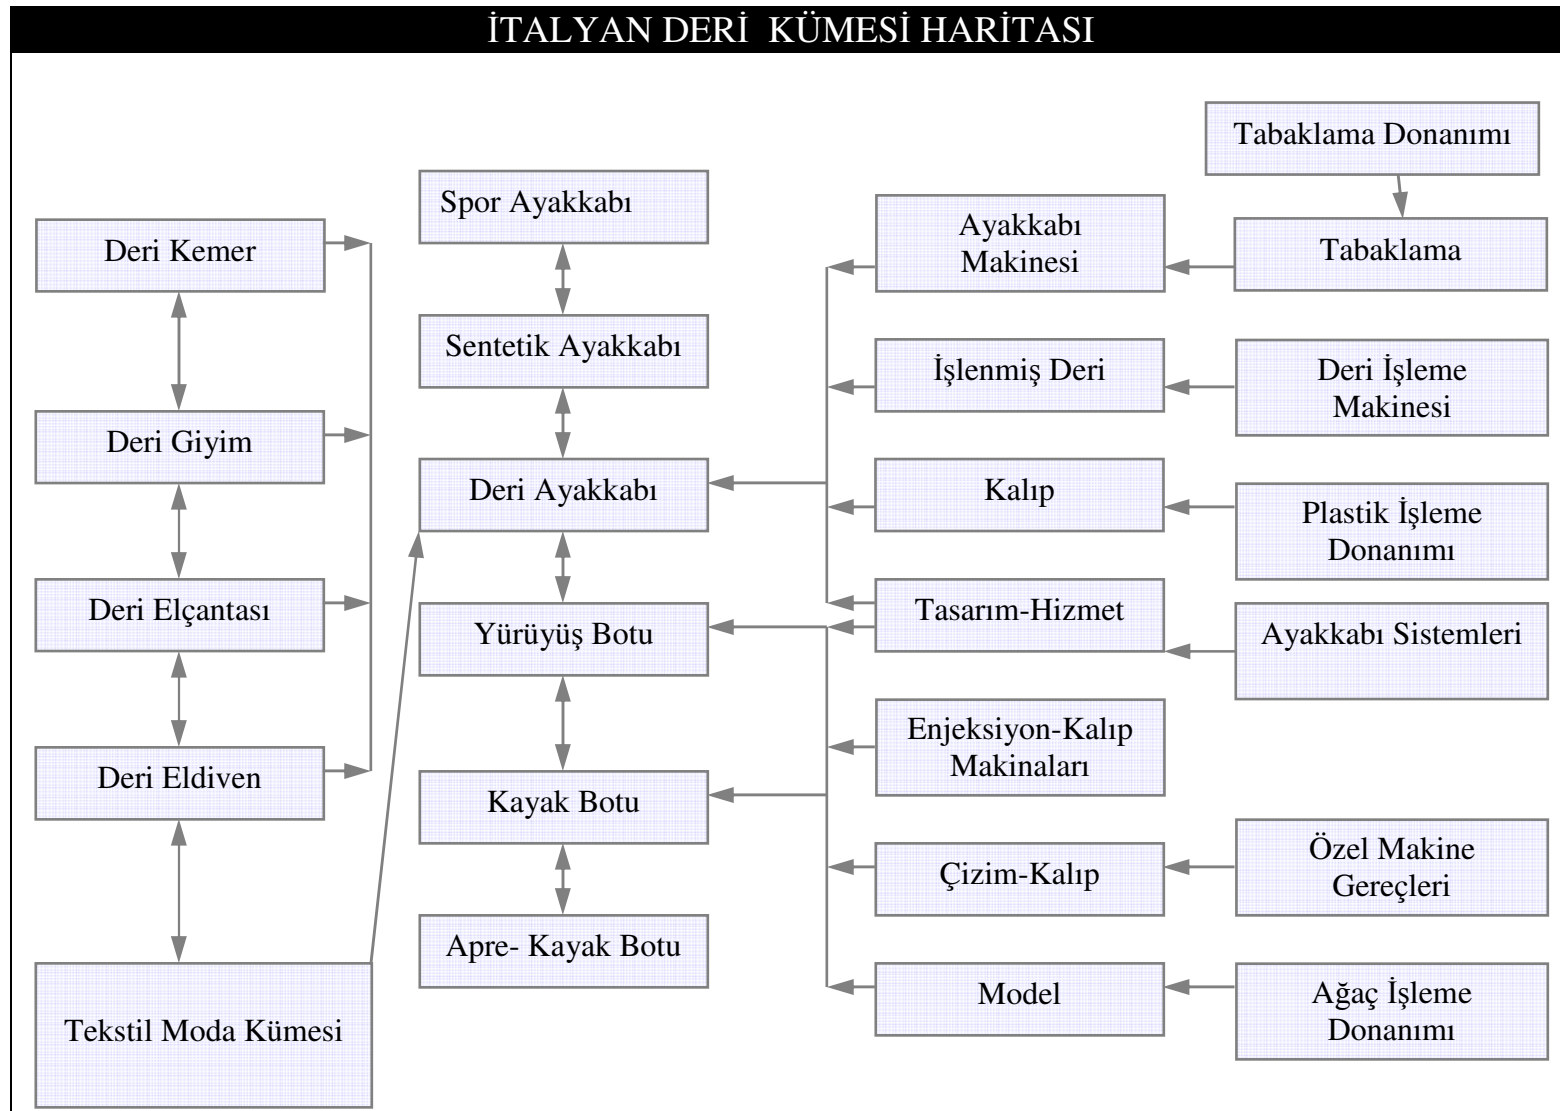 İTALYAN DERİ KÜMESİ HARİTASI
Deri Kemer
Deri Giyim
Deri Elçantası
Deri Eldiven
Tekstil Moda Kümesi
Spor Ayakkabı
Sentetik Ayakkabı
Deri Ayakkabı
Yürüyüş Botu
Kayak Botu
Apre- Kayak Botu
Ayakkabı
Makinesi
İşlenmiş Deri
Kalıp
Tasarım-Hizmet
Enjeksiyon-Kalıp
Makinaları
Çizim-Kalıp
Model
Tabaklama Donanımı
Tabaklama
Deri İşleme
Makinesi
Plastik İşleme
Donanımı
Ayakkabı Sistemleri
Özel Makine
Gereçleri
Ağaç İşleme
Donanımı